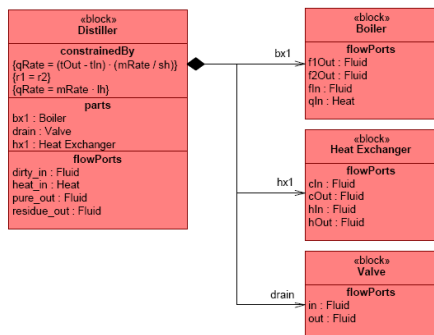 «block»
Distiller
constrainedBy
{qRate = (tOut - tIn) · (mRate / sh)}
{r1 = r2}
{qRate = mRate · lh}
parts
bx1 : Boiler
drain : Valve
hx1 : Heat Exchanger
flowPorts
dirty_in : Fluid
heat_in : Heat
pure_out : Fluid
residue_out : Fluid
bx1
«block»
Boiler
flowPorts
f1Out : Fluid
f2Out : Fluid
fIn : Fluid
qIn : Heat
hx1
«block»
Heat Exchanger
flowPorts
cIn : Fluid
cOut : Fluid
hIn : Fluid
hOut : Fluid
drain
«block»
Valve
flowPorts
in : Fluid
out : Fluid